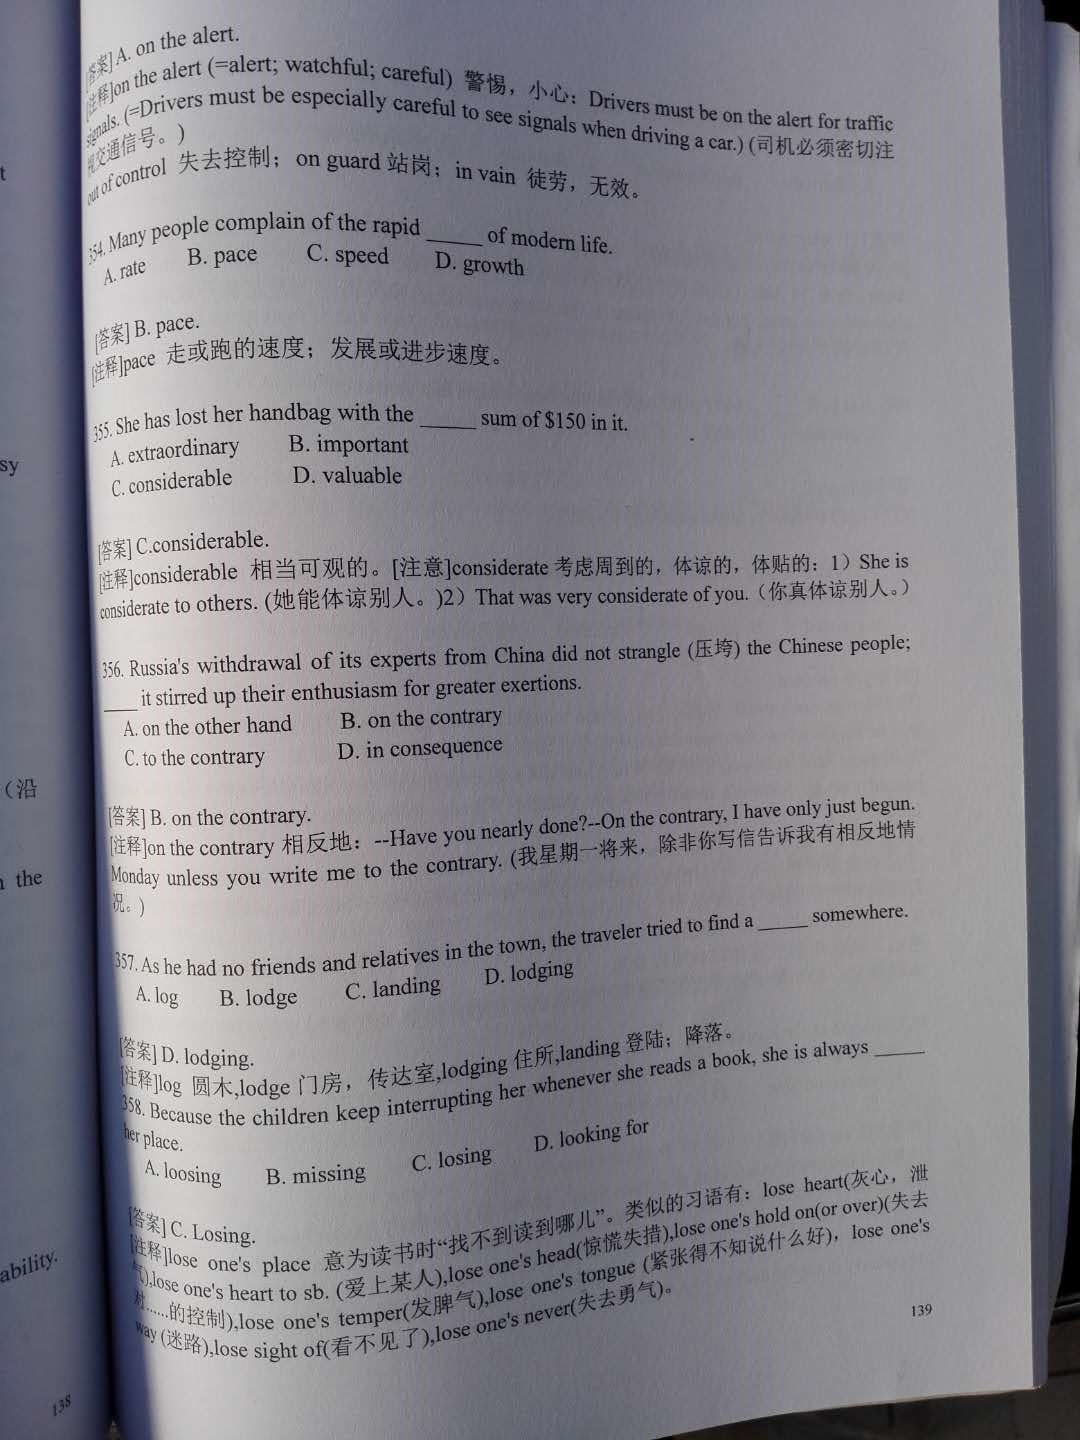 [答案] A. on the alert.
[注释]on the alert (=alert; watchful; careful) 警惕，小心：Drivers must be on the alert for traffic
signals. (=Drivers must be especially careful to see signals when driving a car.) (司机必须密切注
视交通信号。)
out of control 失去控制；on guard 站岗；in vain 徒劳，无效。
354. Many people complain of the rapid _____ of modern life.
A. rate B. pace C. speed D. growth
[答案] B. pace.
[注释]pace 走或跑的速度；发展或进步速度。
355. She has lost her handbag with the _____ sum of $150 in it.
A. extraordinary B. important
C. considerable D. valuable
[答案] C.considerable.
[注释]considerable 相当可观的。[注意]considerate 考虑周到的，体谅的，体贴的：1）She is
considerate to others. (她能体谅别人。)2）That was very considerate of you.（你真体谅别人。）
356. Russia's withdrawal of its experts from China did not strangle (压垮) the Chinese people;
____ it stirred up their enthusiasm for greater exertions.
A. on the other hand B. on the contrary
C. to the contrary D. in consequence
[答案] B. on the contrary.
[注释]on the contrary 相反地：--Have you nearly done?--On the contrary, I have only just begun.
Monday unless you write me to the contrary. (我星期一将来，除非你写信告诉我有相反地情
况。)
357. As he had no friends and relatives in the town, the traveler tried to find a _____ somewhere.
A. log B. lodge C. landing D. lodging
[答案] D. lodging.
[注释]log 圆木,lodge 门房，传达室,lodging 住所,landing 登陆；降落。
358. Because the children keep interrupting her whenever she reads a book, she is always _____
her place.
A. loosing B. missing C. losing D. looking for
[答案] C. Losing.
[注释]lose one's place 意为读书时“找不到读到哪儿”。类似的习语有：lose heart(灰心，泄
气),lose one's heart to sb. (爱上某人),lose one's head(惊慌失措),lose one's hold on(or over)(失去
对……的控制),lose one's temper(发脾气),lose one's tongue (紧张得不知说什么好)，lose one's
way (迷路),lose sight of(看不见了),lose one's never(失去勇气)。
139
t
sy
（沿
the
ability.
138